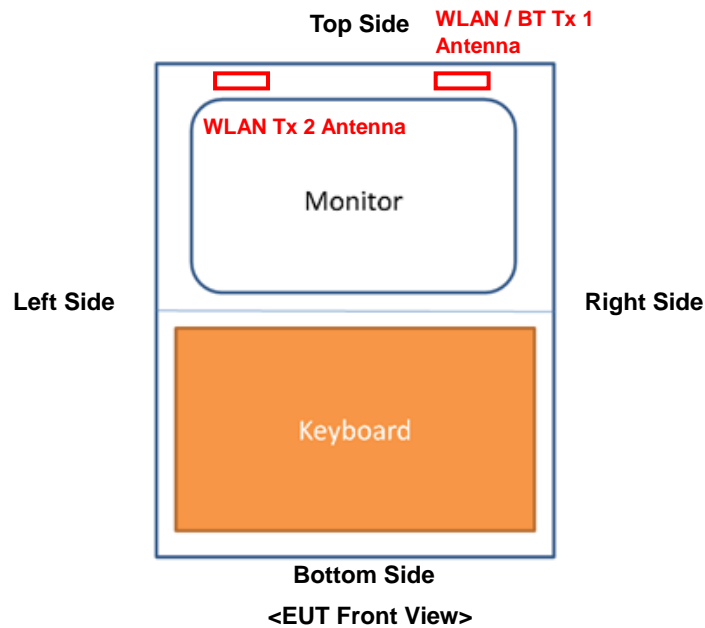 Top Side
WLAN / BT Tx 1
Antenna
WLAN Tx 2 Antenna
Monitor
Left Side
Right Side
Keyboard
Bottom Side
<EUT Front View>